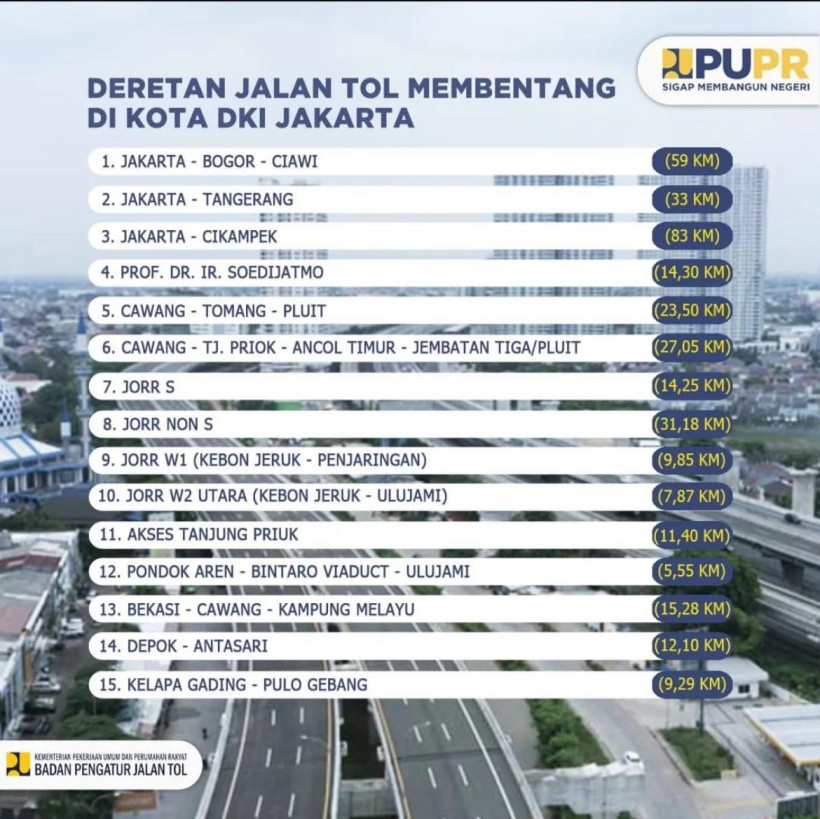 PUPR
SIGAP MEMBANGUN NEGERI
DERETAN JALAN TOL MEMBENTANG
DI KOTA DKI JAKARTA
1. JAKARTA - BOGOR - CIAWI (59 KM)
2. JAKARTA - TANGERANG (33 KM)
3. JAKARTA - CIKAMPEK (83 KM)
4. PROF. DR. IR. SOEDIJATMO (14,30 KM)
5. CAWANG - TOMANG - PLUIT (23,50 KM)
6. CAWANG - TJ. PRIOK - ANCOL TIMUR - JEMBATAN TIGA/PLUIT (27,05 KM)
7. JORR S (14,25 KM)
8. JORR NON S (31,18 KM)
9. JORR W1 (KEBON JERUK - PENJARINGAN) (9,85 KM)
10. JORR W2 UTARA (KEBON JERUK - ULUJAMI) (7,87 KM)
11. AKSES TANJUNG PRIUK (11,40 KM)
12. PONDOK AREN - BINTARO VIADUCT - ULUJAMI (5,55 KM)
13. BEKASI - CAWANG - KAMPUNG MELAYU (15,28 KM)
14. DEPOK - ANTASARI (12,10 KM)
15. KELAPA GADING - PULO GEBANG (9,29 KM)
KEMENTERIAN PEKERJAAN UMUM DAN PERUMAHAN RAKYAT
BADAN PENGATUR JALAN TOL